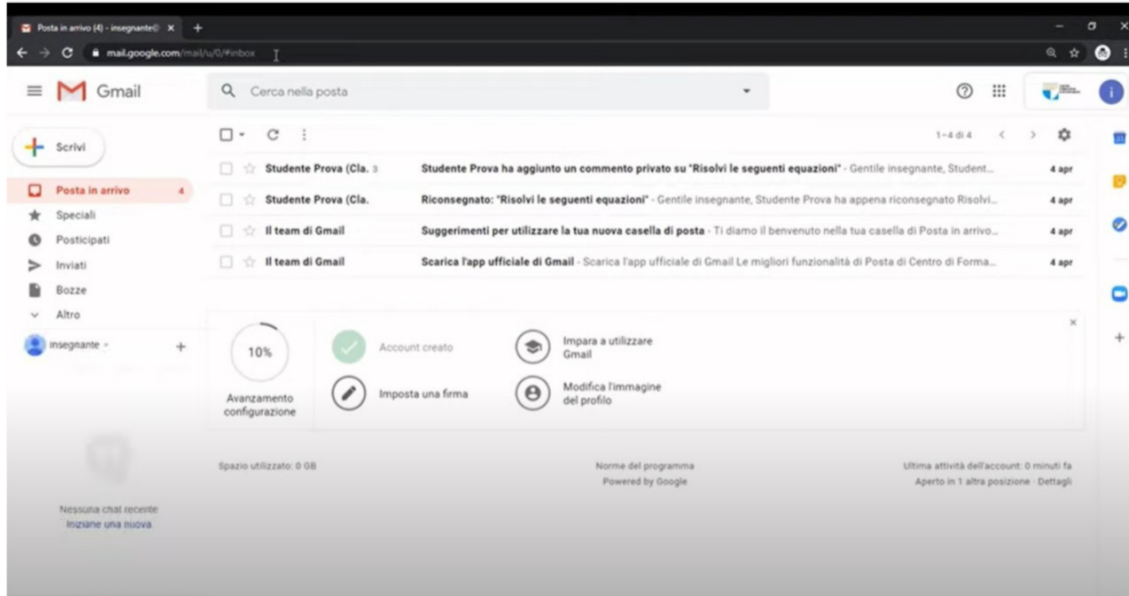 Posta in arrivo (4) - insegnante@
mail.google.com/mail/u/0/#inbox
Gmail
Cerca nella posta
i
Scrivi
1-4 di 4
Posta in arrivo 4
Speciali
Posticipati
Inviati
Bozze
Altro
insegnante
Studente Prova (Cla. 3 Studente Prova ha aggiunto un commento privato su "Risolvi le seguenti equazioni" - Gentile insegnante, Student... 4 apr
Studente Prova (Cla. Riconsegnato: "Risolvi le seguenti equazioni" - Gentile insegnante, Studente Prova ha appena riconsegnato Risolvi... 4 apr
Il team di Gmail Suggerimenti per utilizzare la tua nuova casella di posta - Ti diamo il benvenuto nella tua casella di Posta in arrivo... 4 apr
Il team di Gmail Scarica l'app ufficiale di Gmail - Scarica l'app ufficiale di Gmail Le migliori funzionalità di Posta di Centro di Forma... 4 apr
10%
Avanzamento
configurazione
Account creato
Imposta una firma
Impara a utilizzare
Gmail
Modifica l'immagine
del profilo
Spazio utilizzato: 0 GB
Norme del programma
Powered by Google
Ultima attività dell'account: 0 minuti fa
Aperto in 1 altra posizione · Dettagli
Nessuna chat recente
Iniziane una nuova